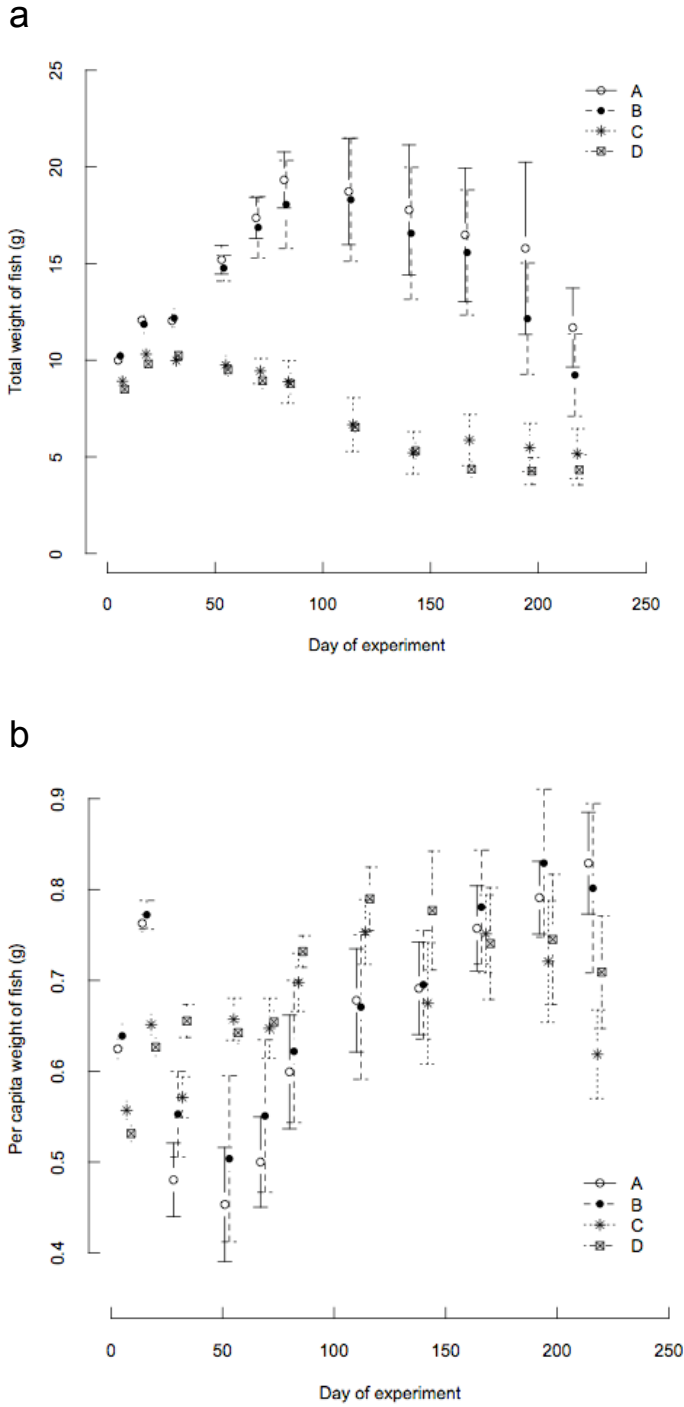 a
Total weight of fish (g)
25
20
15
10
5
0
A
B
C
D
0 50 100 150 200 250
Day of experiment
b
Per capita weight of fish (g)
0.9
0.8
0.7
0.6
0.5
0.4
A
B
C
D
0 50 100 150 200 250
Day of experiment